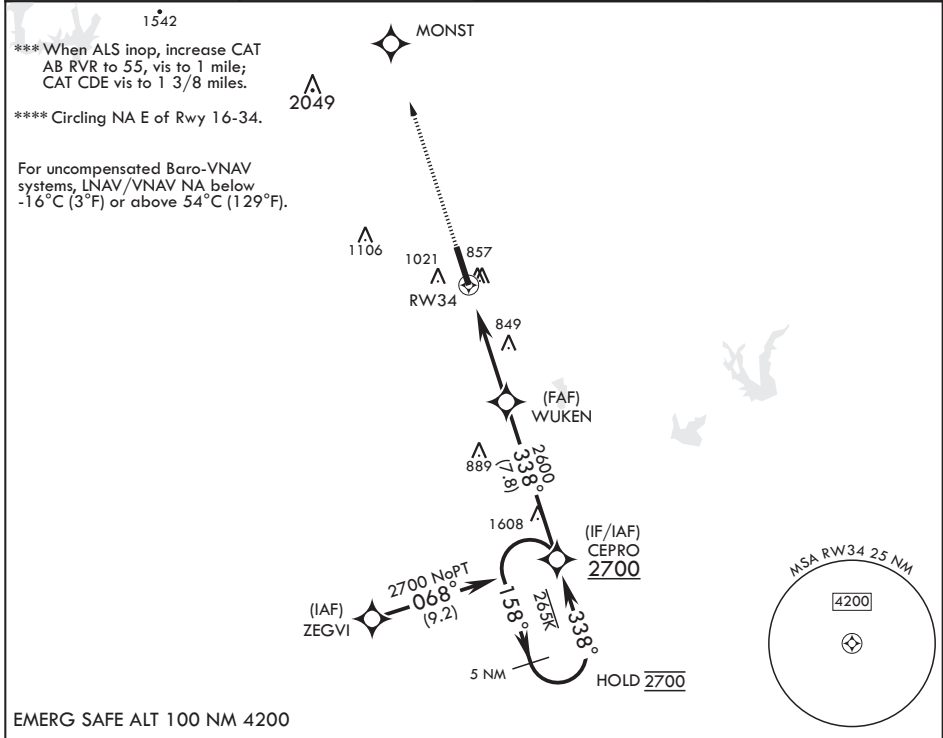 1542
*** When ALS inop, increase CAT
AB RVR to 55, vis to 1 mile;
CAT CDE vis to 1 3/8 miles.
**** Circling NA E of Rwy 16-34.
For uncompensated Baro-VNAV
systems, LNAV/VNAV NA below
-16°C (3°F) or above 54°C (129°F).
MONST
2049
1106
1021
857
RW34
849
(FAF)
WUKEN
889
2600
338°
(7.8)
1608
(IF/IAF)
CEPRO
2700
2700 NoPT
068°
(9.2)
(IAF)
ZEGVI
158°
265K
338°
5 NM
HOLD 2700
MSA RW34 25 NM
4200
EMERG SAFE ALT 100 NM 4200